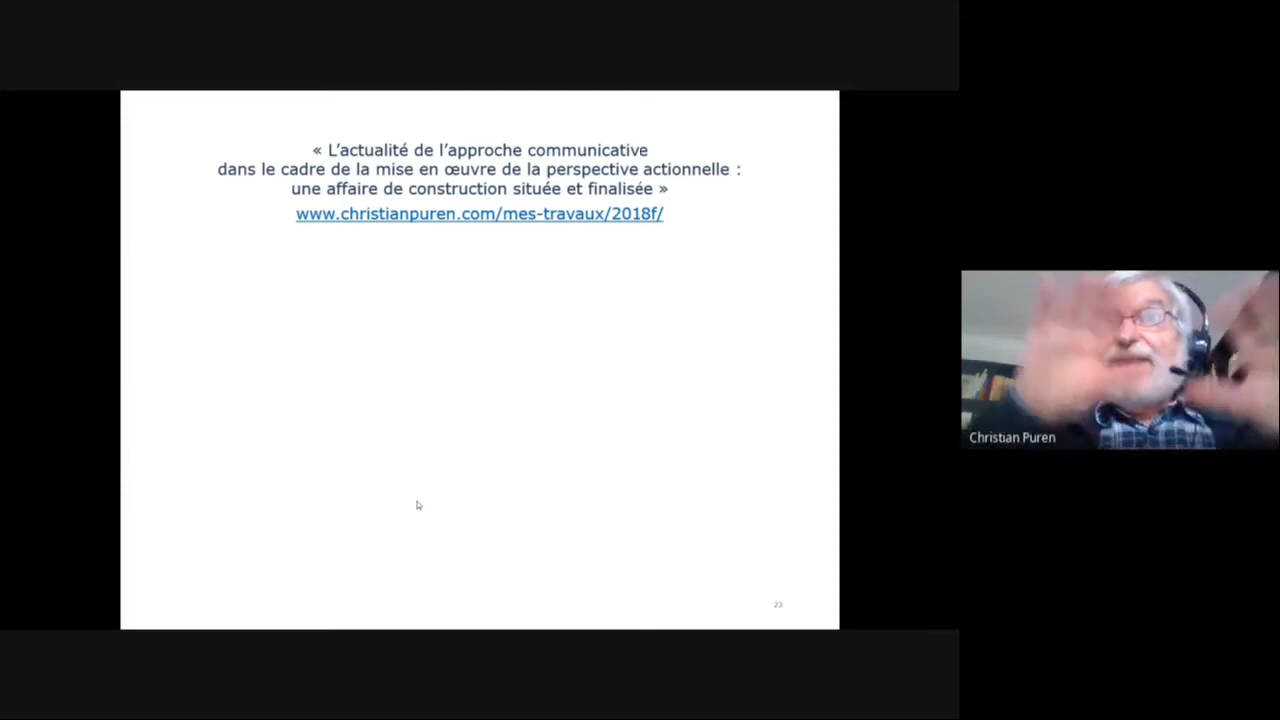 « L’actualité de l’approche communicative
dans le cadre de la mise en œuvre de la perspective actionnelle :
une affaire de construction située et finalisée »
www.christianpuren.com/mes-travaux/2018f/
23
Christian Puren